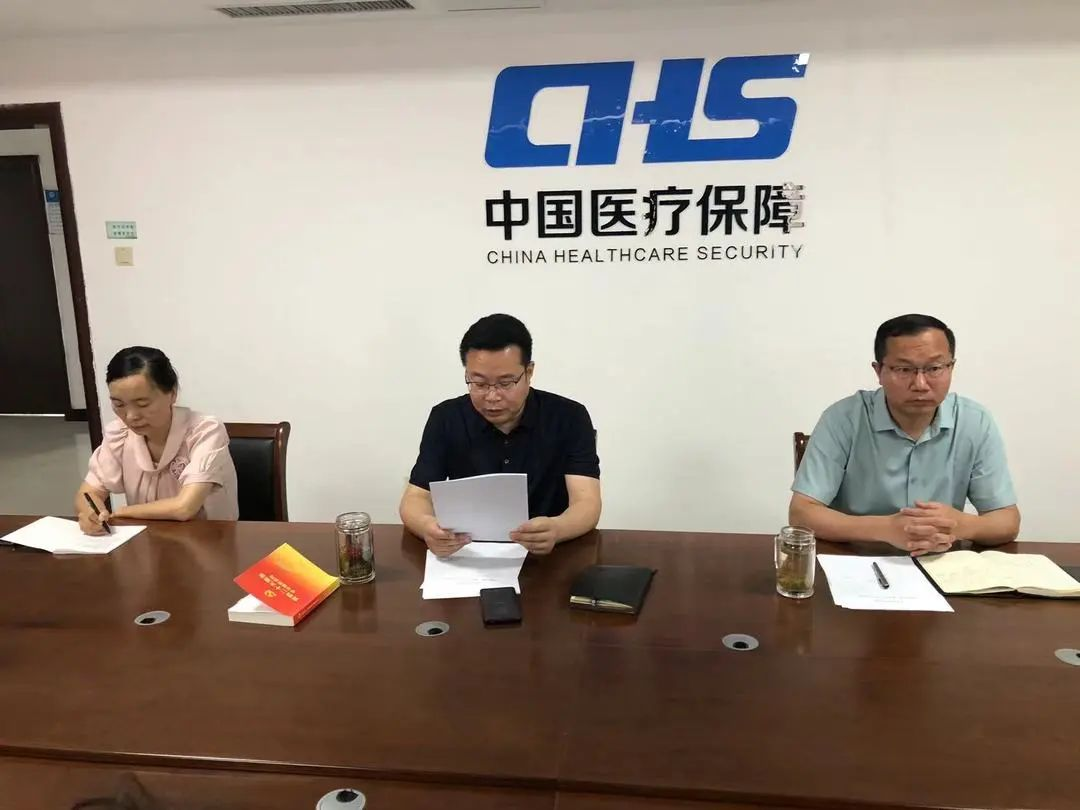 CHS
中国医疗保障
CHINA HEALTHCARE SECURITY